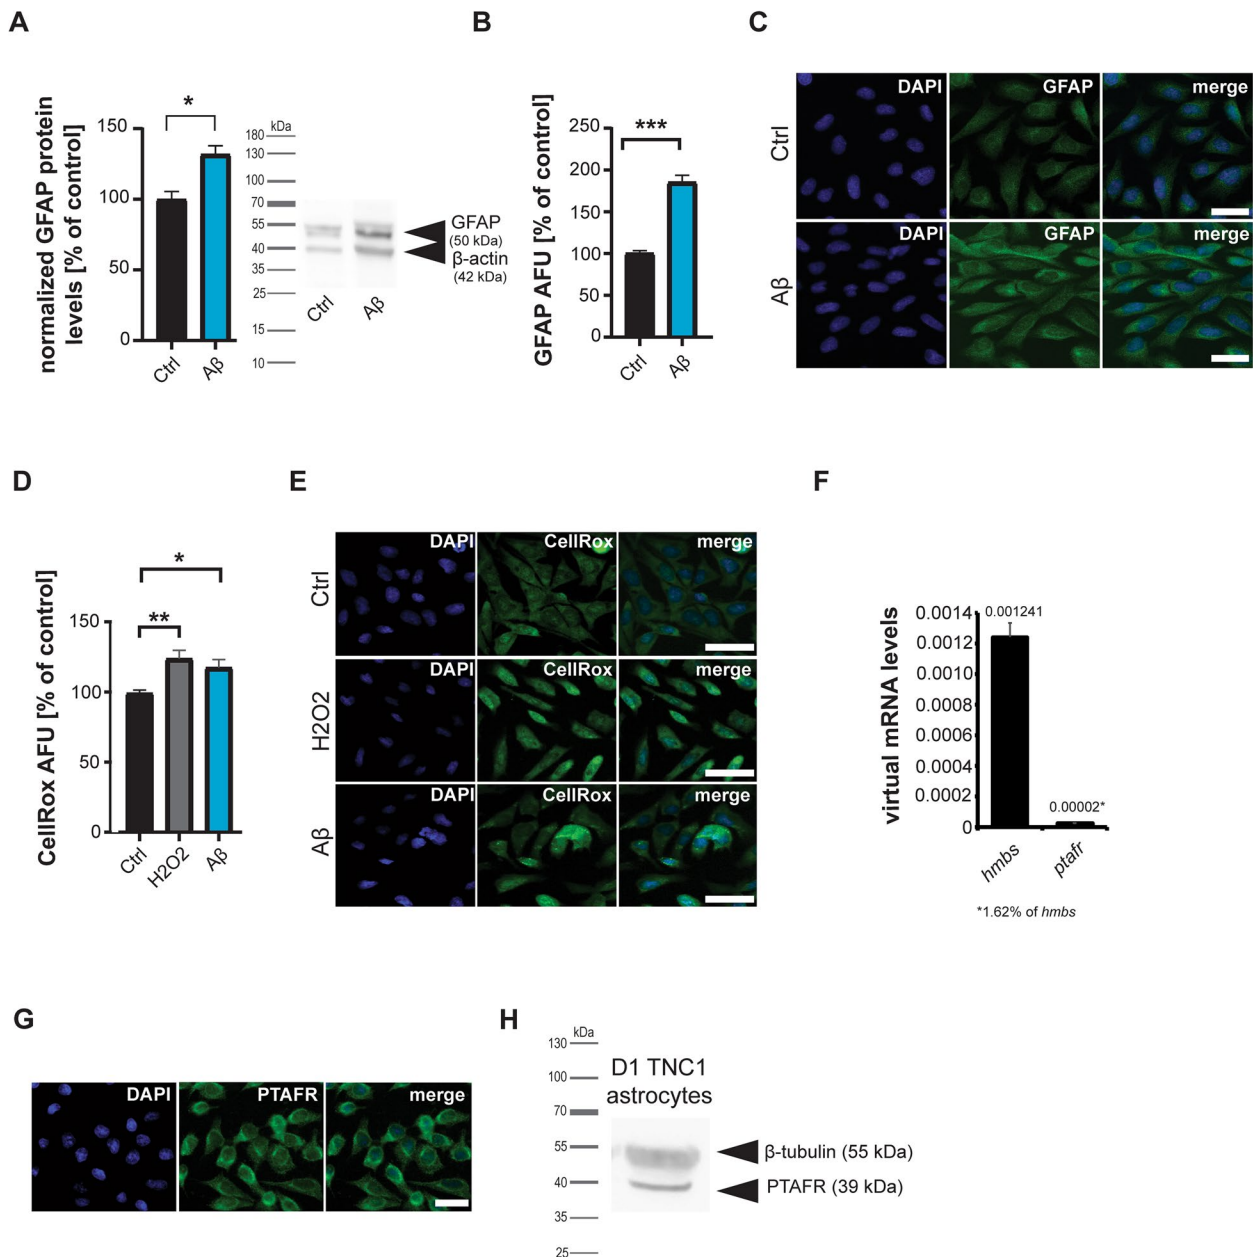 A
normalized GFAP protein
levels [% of control]
150
100
50
0
*
Ctrl
Aβ
kDa
180
130
100
70
55
40
35
25
15
10
GFAP
(50 kDa)
β-actin
(42 kDa)
Ctrl
Aβ
B
GFAP AFU [% of control]
250
200
150
100
50
0
***
Ctrl
Aβ
C
Ctrl
DAPI
GFAP
merge
Aβ
DAPI
GFAP
merge
D
CellRox AFU [% of control]
150
100
50
0
*
**
Ctrl
H2O2
Aβ
E
Ctrl
DAPI
CellRox
merge
H2O2
DAPI
CellRox
merge
Aβ
DAPI
CellRox
merge
F
virtual mRNA levels
0.0014
0.0012
0.0010
0.0008
0.0006
0.0004
0.0002
0
0.001241
0.00002*
hmbs
ptafr
*1.62% of hmbs
G
DAPI
PTAFR
merge
H
kDa
130
100
70
55
40
35
25
D1 TNC1
astrocytes
β-tubulin (55 kDa)
PTAFR (39 kDa)